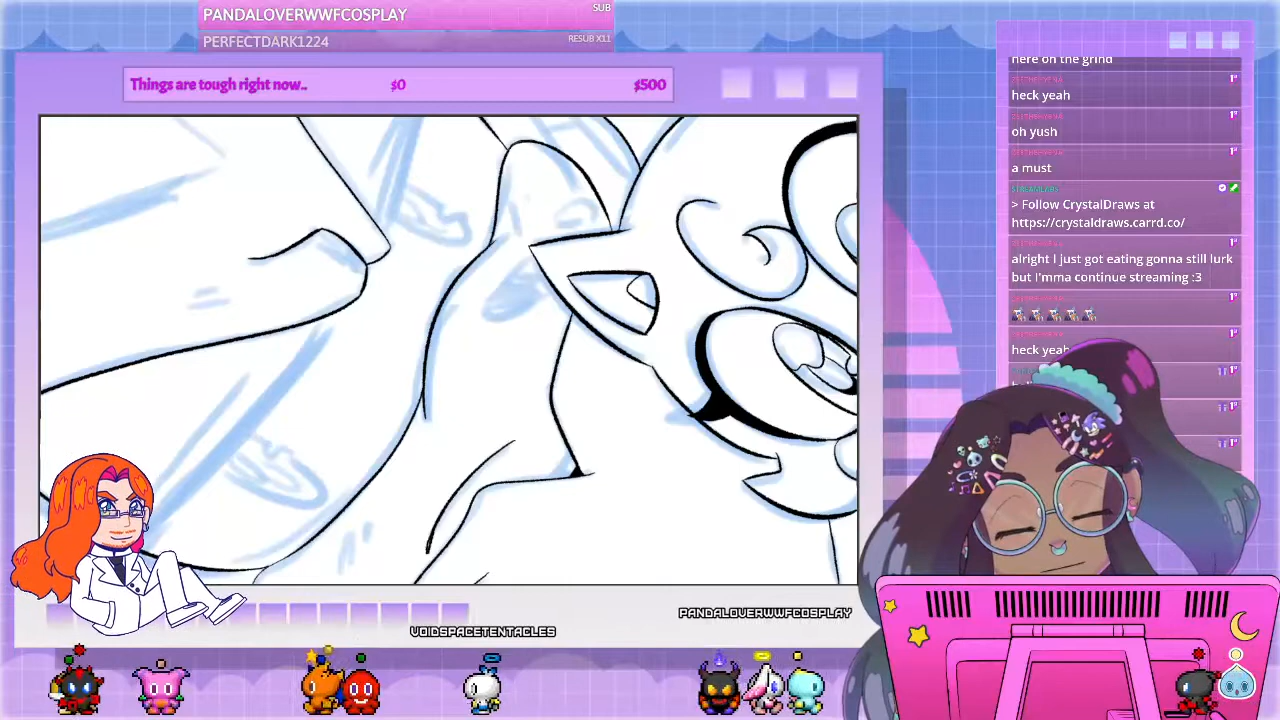 PANDALOVERWWFCOSPLAY
SUB
PERFECTDARK1224
RESUB X11
Things are tough right now..
$0
$500
here on the grind
heck yeah
oh yush
a must
STREAMLABS
> Follow CrystalDraws at
https://crystaldraws.carrd.co/
alright I just got eating gonna still lurk
but I'mma continue streaming :3
heck yeah
PANDALOVERWWFCOSPLAY
VOIDSPACETENTACLES